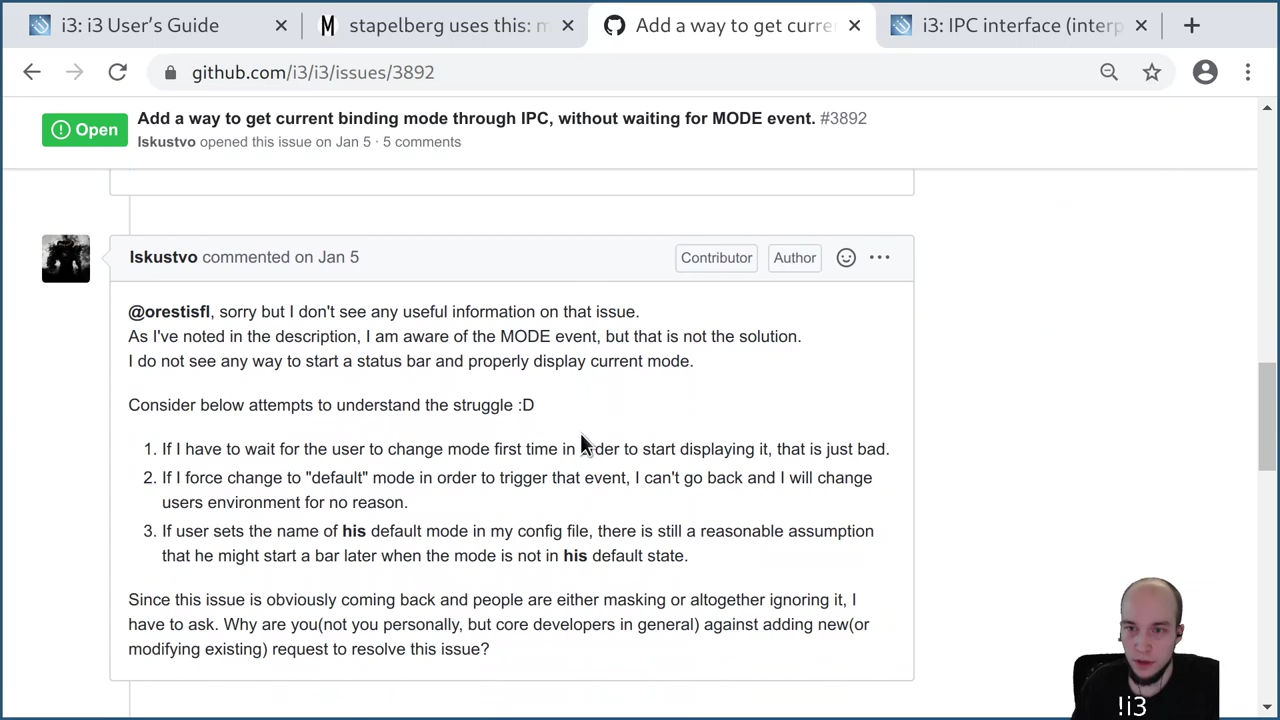 i3: i3 User's Guide
stapelberg uses this: m
Add a way to get curre
i3: IPC interface (interp
github.com/i3/i3/issues/3892
Open
Add a way to get current binding mode through IPC, without waiting for MODE event. #3892
Iskustvo opened this issue on Jan 5 · 5 comments
Iskustvo commented on Jan 5
Contributor
Author
@orestisfl, sorry but I don't see any useful information on that issue.
As I've noted in the description, I am aware of the MODE event, but that is not the solution.
I do not see any way to start a status bar and properly display current mode.
Consider below attempts to understand the struggle :D
1. If I have to wait for the user to change mode first time in order to start displaying it, that is just bad.
2. If I force change to "default" mode in order to trigger that event, I can't go back and I will change
users environment for no reason.
3. If user sets the name of his default mode in my config file, there is still a reasonable assumption
that he might start a bar later when the mode is not in his default state.
Since this issue is obviously coming back and people are either masking or altogether ignoring it, I
have to ask. Why are you(not you personally, but core developers in general) against adding new(or
modifying existing) request to resolve this issue?
!i3